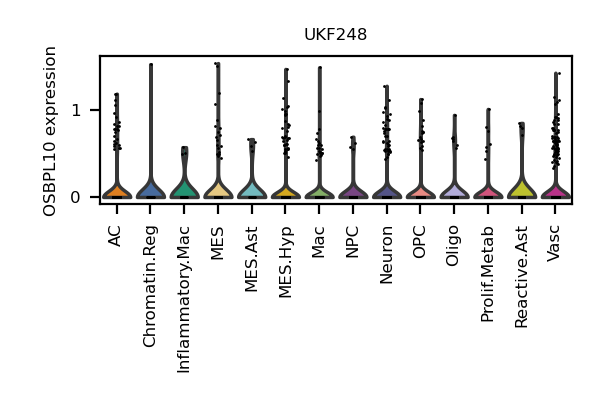 UKF248
OSBPL10 expression
1
0
AC
Chromatin.Reg
Inflammatory.Mac
MES
MES.Ast
MES.Hyp
Mac
NPC
Neuron
OPC
Oligo
Prolif.Metab
Reactive.Ast
Vasc